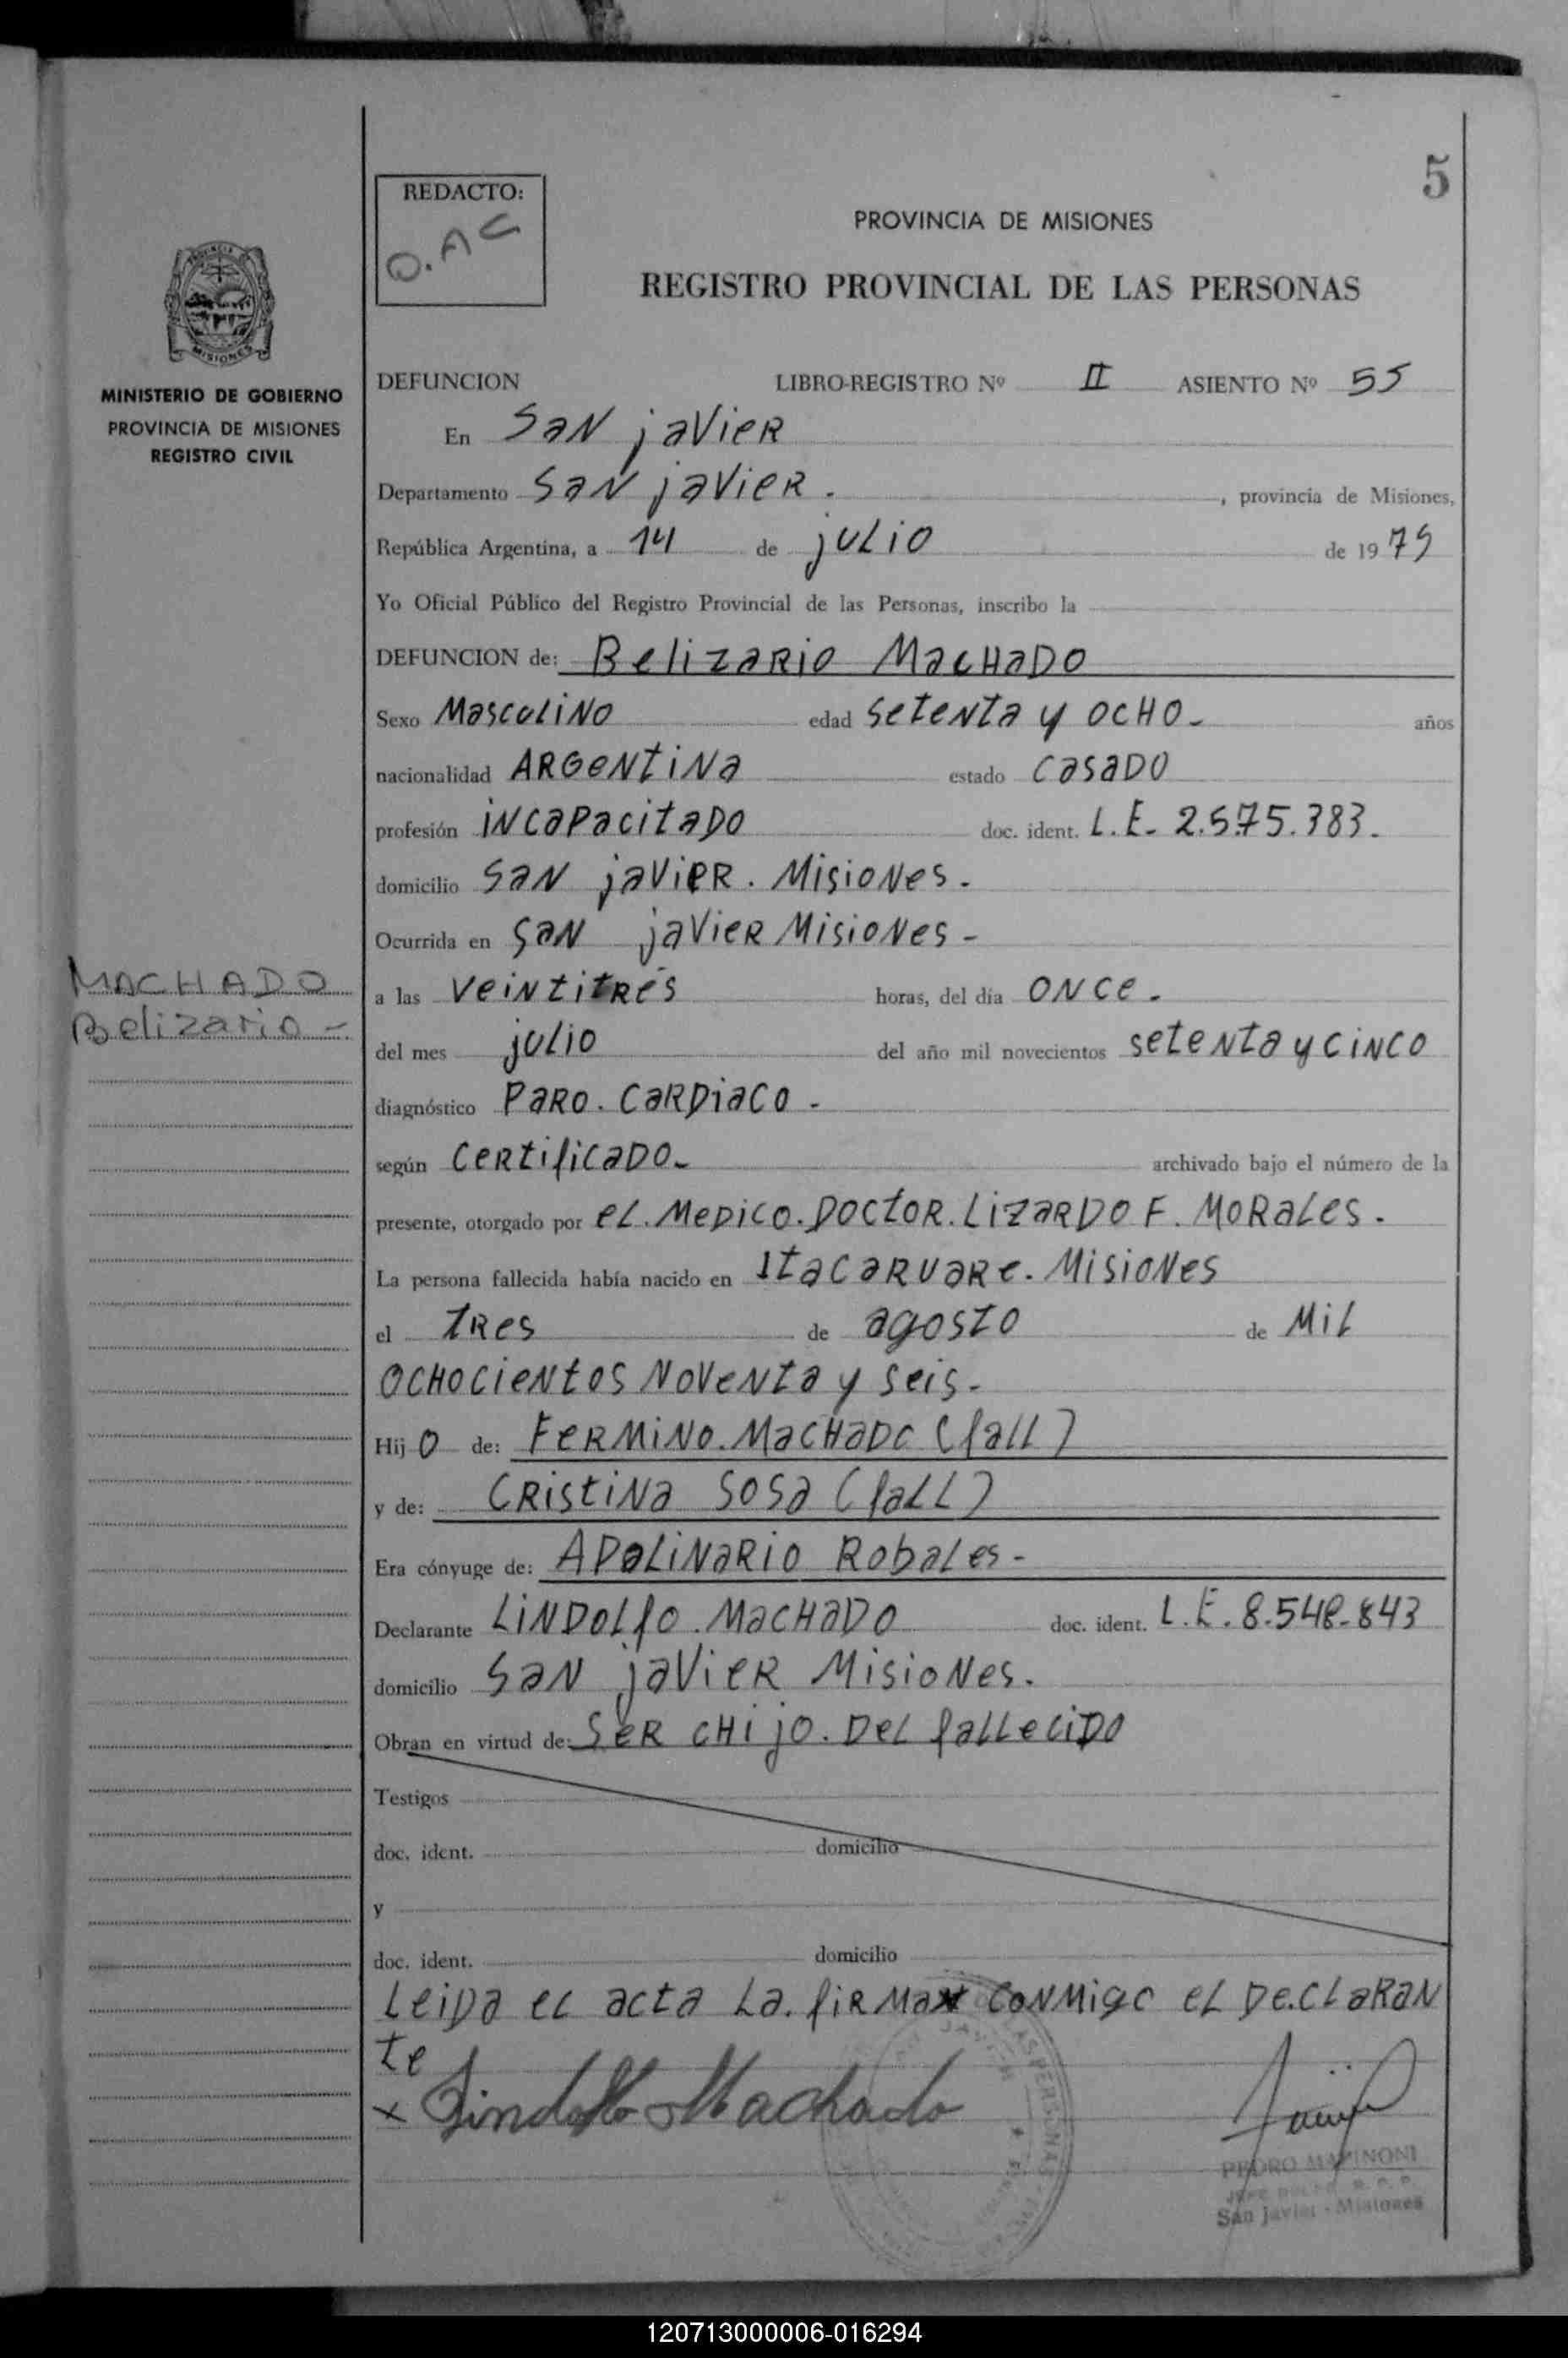 5
REDACTO:
O.AC
PROVINCIA DE MISIONES
REGISTRO PROVINCIAL DE LAS PERSONAS
MISIONES
MINISTERIO DE GOBIERNO
PROVINCIA DE MISIONES
REGISTRO CIVIL
DEFUNCION LIBRO-REGISTRO Nº II ASIENTO Nº 55
En San javier
Departamento San javier. , provincia de Misiones,
República Argentina, a 14 de julio de 1975
Yo Oficial Público del Registro Provincial de las Personas, inscribo la
DEFUNCION de: Belizario Machado
Sexo Masculino edad setenta y ocho - años
nacionalidad Argentina estado casado
profesión incapacitado doc. ident. L.E. 2.575.383.
domicilio San javier. Misiones.
Ocurrida en San javier Misiones -
MACHADO
Belizario -
a las veintitrés horas, del día once.
del mes julio del año mil novecientos setenta y cinco
diagnóstico Paro. cardiaco -
según certificado - archivado bajo el número de la
presente, otorgado por el. Medico. Doctor. Lizardo F. Morales.
La persona fallecida había nacido en Itacaruare. Misiones
el tres de agosto de Mil
ochocientos noventa y seis -
Hijo de: Fermino. Machado (fall)
y de: Cristina Sosa (fall)
Era cónyuge de: Apolinario Robales -
Declarante Lindolfo. Machado doc. ident. L.E. 8.548.843
domicilio San javier Misiones.
Obran en virtud de: ser chijo. del fallecido
Testigos
doc. ident. domicilio
y
doc. ident. domicilio
Leida el acta la. firman conmigo el declaran
te
x Lindolfo Machado
PEDRO MARINONI
San Javier - Misiones
120713000006-016294